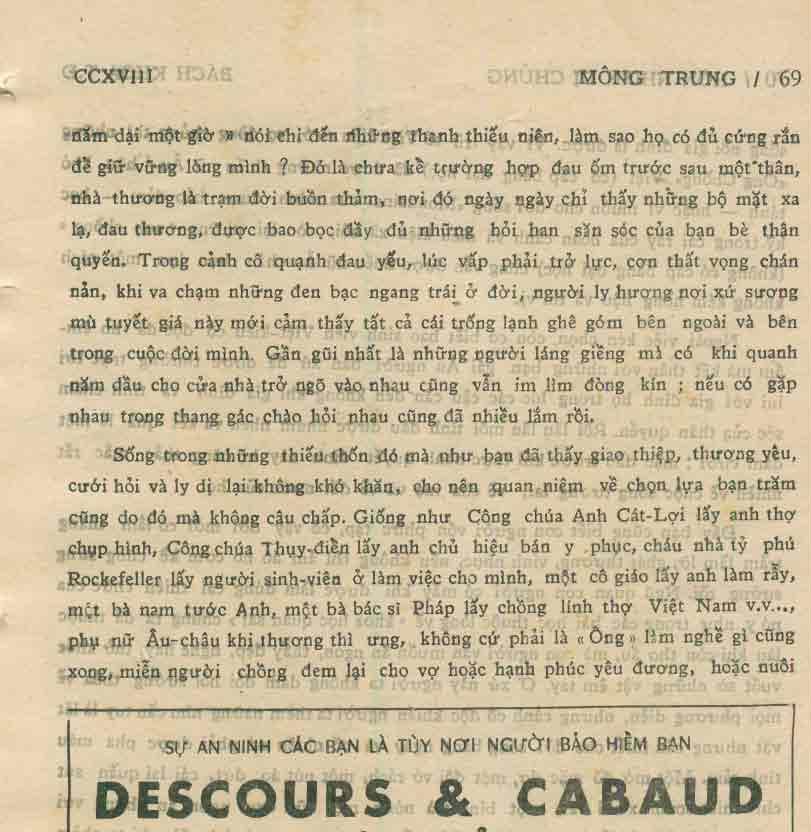 CCXVIII MÔNG TRUNG / 69
năm dại một giờ » nói chi đến những thanh thiếu niên, làm sao họ có đủ cứng rắn
để giữ vững lòng mình ? Đó là chưa kể trường hợp đau ốm trước sau một thân,
nhà thương là trạm đời buồn thảm, nơi đó ngày ngày chỉ thấy những bộ mặt xa
lạ, đau thương, được bao bọc đầy đủ những hỏi han săn sóc của bạn bè thận
quyến. Trong cảnh cô quạnh đau yếu, lúc vấp phải trở lực, cơn thất vọng chán
nản, khi va chạm những đen bạc ngang trái ở đời, người ly hương nơi xứ sương
mù tuyết giá này mới cảm thấy tất cả cái trống lạnh ghê góm bên ngoài và bên
trong cuộc đời mình. Gần gũi nhất là những người láng giềng mà có khi quanh
năm dầu cho cửa nhà trở ngõ vào nhau cũng vẫn im lìm đòng kín ; nếu có gặp
nhau trong thang gác chào hỏi nhau cũng đã nhiều lắm rồi.
Sống trong những thiếu thốn đó mà như bạn đã thấy giao thiệp, thương yêu,
cưới hỏi và ly dị lại không khó khăn, cho nên quan niệm về chọn lựa bạn trăm
cũng do đó mà không câu chấp. Giống như Công chúa Anh Cát-Lợi lấy anh thợ
chụp hình, Công chúa Thụy-điền lấy anh chủ hiệu bán y phục, cháu nhà tỷ phú
Rockefeller lấy người sinh-viên ở làm việc cho mình, một cô giáo lấy anh làm rẫy,
một bà nam tước Anh, một bà bác sĩ Pháp lấy chồng lính thợ Việt Nam v.v...,
phụ nữ Âu-châu khi thương thì ưng, không cứ phải là « Ông » làm nghề gì cũng
xong, miễn người chồng đem lại cho vợ hoặc hạnh phúc yêu đương, hoặc nuôi
SỰ AN NINH CÁC BẠN LÀ TÙY NƠI NGƯỜI BẢO HIỂM BẠN
DESCOURS & CABAUD